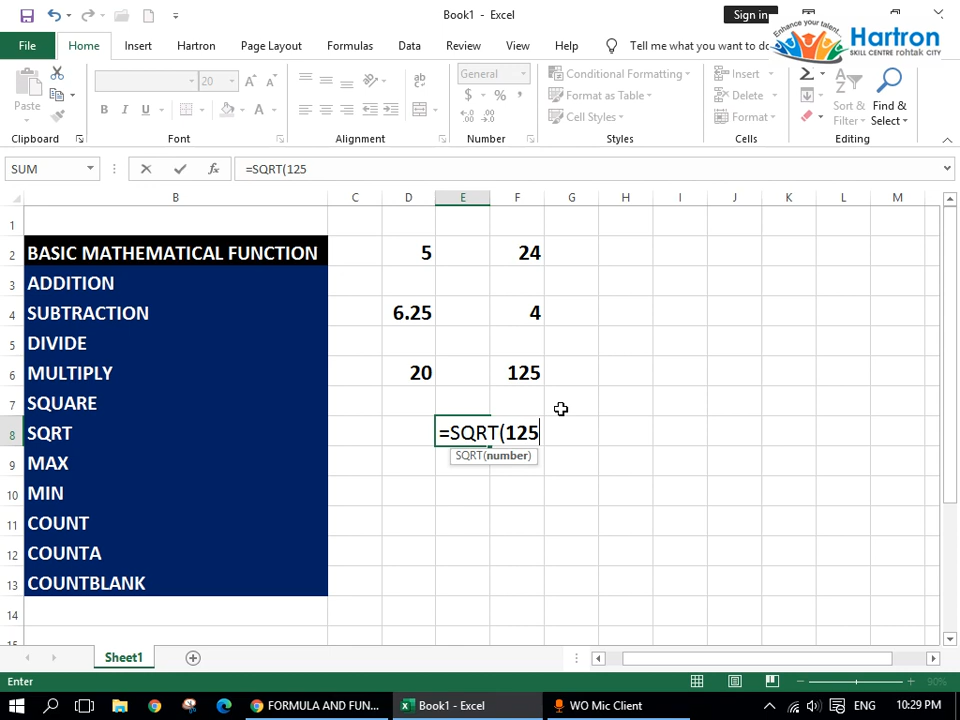 Book1 - Excel
Sign in
Enhance your talent..
Hartron
SKILL CENTRE rohtak CITY
File Home Insert Hartron Page Layout Formulas Data Review View Help Tell me what you want to do
Paste
20
B I U
A A
A
ab
General
$ % ,
Conditional Formatting
Format as Table
Cell Styles
Insert
Delete
Format
Sort & Filter
Find & Select
Clipboard Font Alignment Number Styles Cells Editing
SUM fx =SQRT(125
B C D E F G H I J K L M
1
2 BASIC MATHEMATICAL FUNCTION 5 24
3 ADDITION
4 SUBTRACTION 6.25 4
5 DIVIDE
6 MULTIPLY 20 125
7 SQUARE
8 SQRT =SQRT(125
SQRT(number)
9 MAX
10 MIN
11 COUNT
12 COUNTA
13 COUNTBLANK
14
15
Sheet1
Enter 90%
FORMULA AND FUN... Book1 - Excel WO Mic Client ENG 10:29 PM